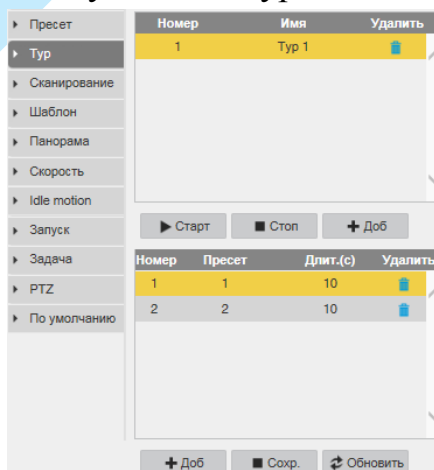 Пресет
Тур
Сканирование
Шаблон
Панорама
Скорость
Idle motion
Запуск
Задача
PTZ
По умолчанию
Номер Имя Удалить
1 Тур 1
Старт Стоп Доб
Номер Пресет Длит.(с) Удалить
1 1 10
2 2 10
Доб Сохр. Обновить